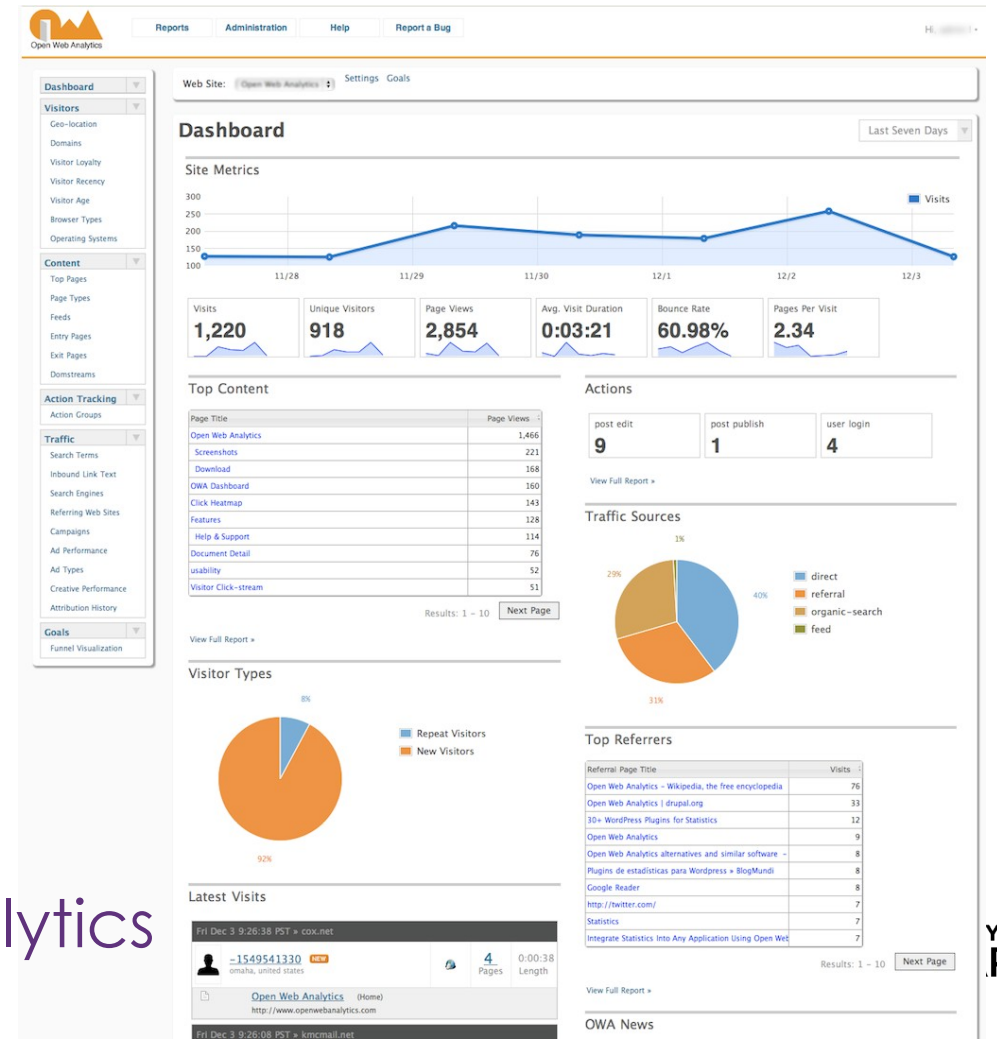 Open Web Analytics
Reports Administration Help Report a Bug
Hi,
Web Site: Open Web Analytics Settings Goals
Dashboard
Visitors
Geo-location
Domains
Visitor Loyalty
Visitor Recency
Visitor Age
Browser Types
Operating Systems
Content
Top Pages
Page Types
Feeds
Entry Pages
Exit Pages
Domstreams
Action Tracking
Action Groups
Traffic
Search Terms
Inbound Link Text
Search Engines
Referring Web Sites
Campaigns
Ad Performance
Ad Types
Creative Performance
Attribution History
Goals
Funnel Visualization
Dashboard
Last Seven Days
Site Metrics
300
250
200
150
100
Visits
11/28 11/29 11/30 12/1 12/2 12/3
Visits Unique Visitors Page Views Avg. Visit Duration Bounce Rate Pages Per Visit
1,220 918 2,854 0:03:21 60.98% 2.34
Top Content
Page Title Page Views
Open Web Analytics 1,466
Screenshots 221
Download 168
OWA Dashboard 160
Click Heatmap 143
Features 128
Help & Support 114
Document Detail 76
usability 52
Visitor Click-stream 51
Results: 1 - 10 Next Page
View Full Report »
Visitor Types
8%
Repeat Visitors
New Visitors
92%
Latest Visits
Fri Dec 3 9:26:38 PST » cox.net
~1549541330 NEW
omaha, united states
4
Pages
0:00:38
Length
Open Web Analytics (Home)
http://www.openwebanalytics.com
Fri Dec 3 9:26:08 PST » kmcmail.net
Actions
post edit post publish user login
9 1 4
View Full Report »
Traffic Sources
1%
29%
40%
31%
direct
referral
organic-search
feed
Top Referrers
Referral Page Title Visits
Open Web Analytics - Wikipedia, the free encyclopedia 76
Open Web Analytics | drupal.org 33
30+ WordPress Plugins for Statistics 12
Open Web Analytics 9
Open Web Analytics alternatives and similar software - 8
Plugins de estadísticas para Wordpress » BlogMundi 8
Google Reader 8
http://twitter.com/ 7
Statistics 7
Integrate Statistics Into Any Application Using Open Web 7
Results: 1 - 10 Next Page
View Full Report »
OWA News
lytics